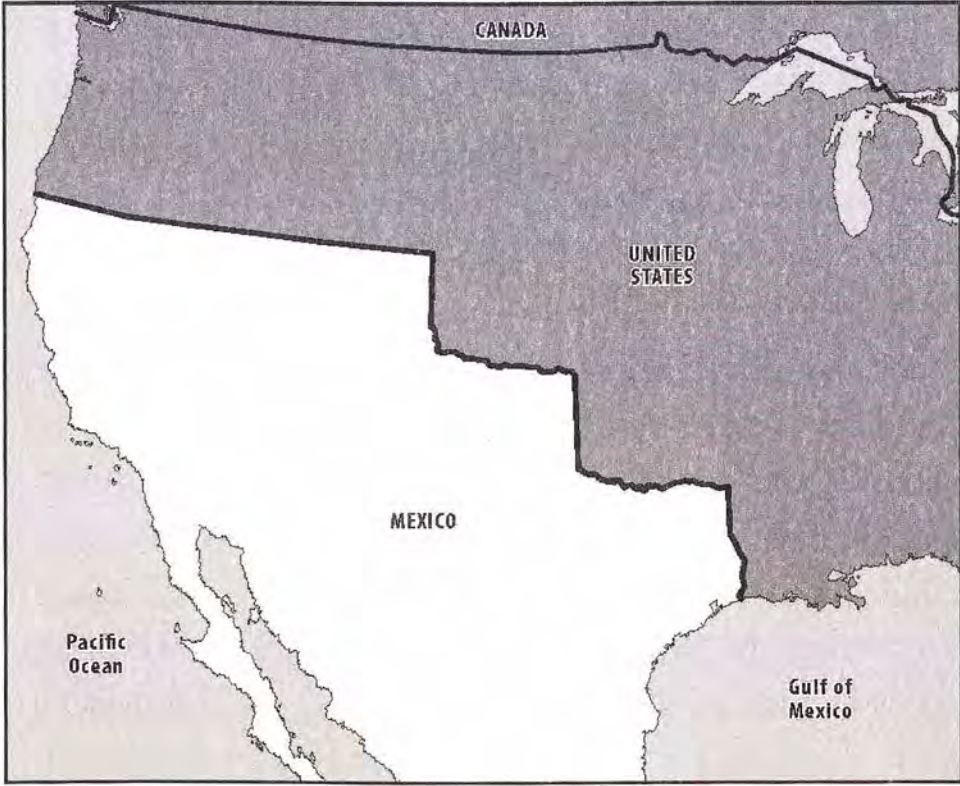 CANADA
UNITED
STATES
MEXICO
Pacific
Ocean
Gulf of
Mexico